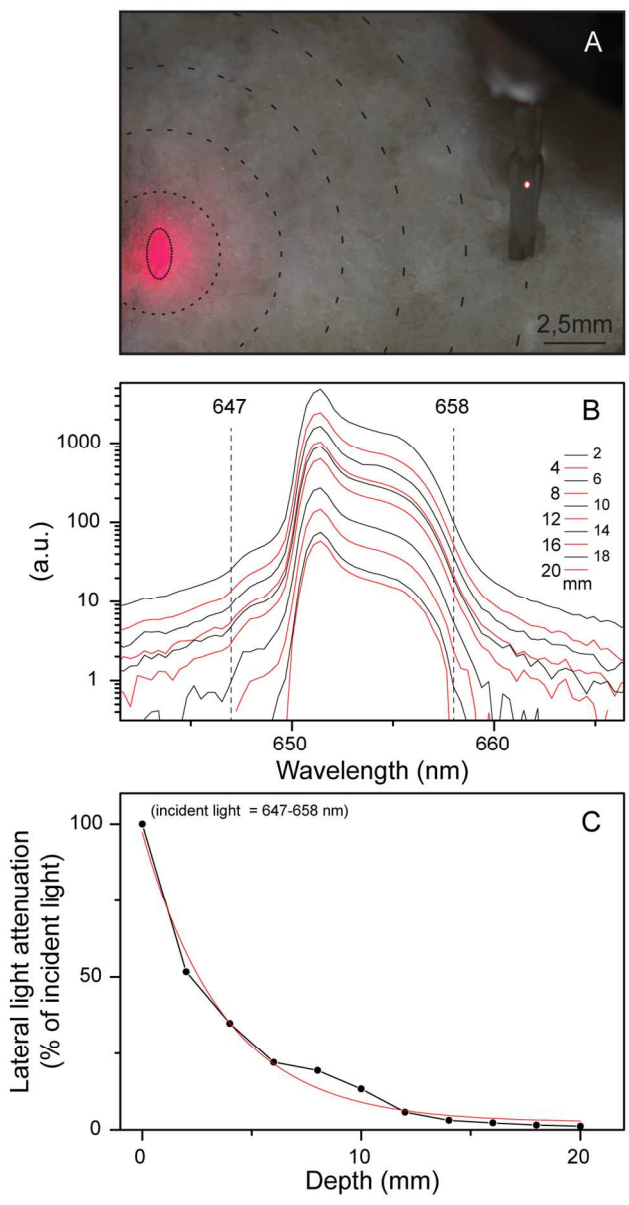 A
2,5mm
B
647
658
1000
100
10
1
(a.u.)
2
4
6
8
10
12
14
16
18
20
mm
650
660
Wavelength (nm)
C
(incident light = 647-658 nm)
100
50
0
Lateral light attenuation
(% of incident light)
0
10
20
Depth (mm)